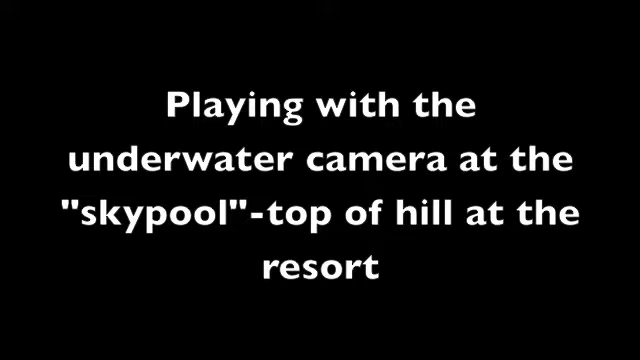 Playing with the
underwater camera at the
"skypool"-top of hill at the
resort